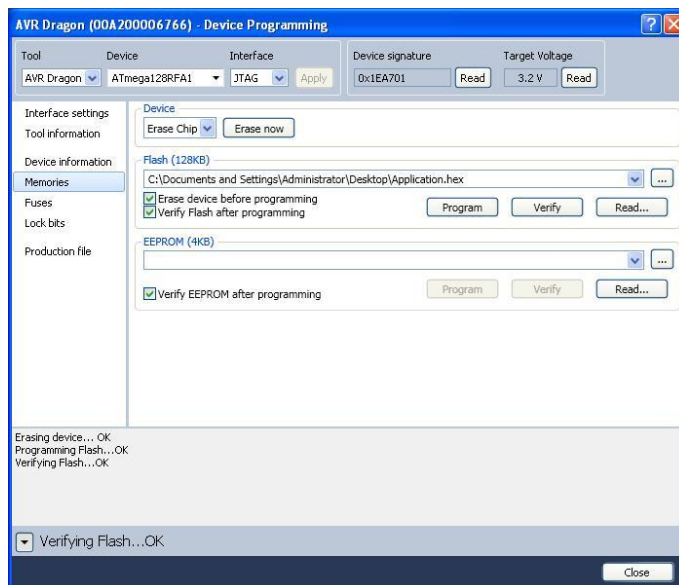 AVR Dragon (00A200006766) - Device Programming
Tool Device Interface Device signature Target Voltage
AVR Dragon ATmega128RFA1 JTAG Apply 0x1EA701 Read 3.2 V Read
Interface settings
Tool information
Device information
Memories
Fuses
Lock bits
Production file
Device
Erase Chip Erase now
Flash (128KB)
C:\Documents and Settings\Administrator\Desktop\Application.hex ...
Erase device before programming
Verify Flash after programming
Program Verify Read...
EEPROM (4KB)
...
Verify EEPROM after programming Program Verify Read...
Erasing device... OK
Programming Flash...OK
Verifying Flash...OK
Verifying Flash...OK
Close